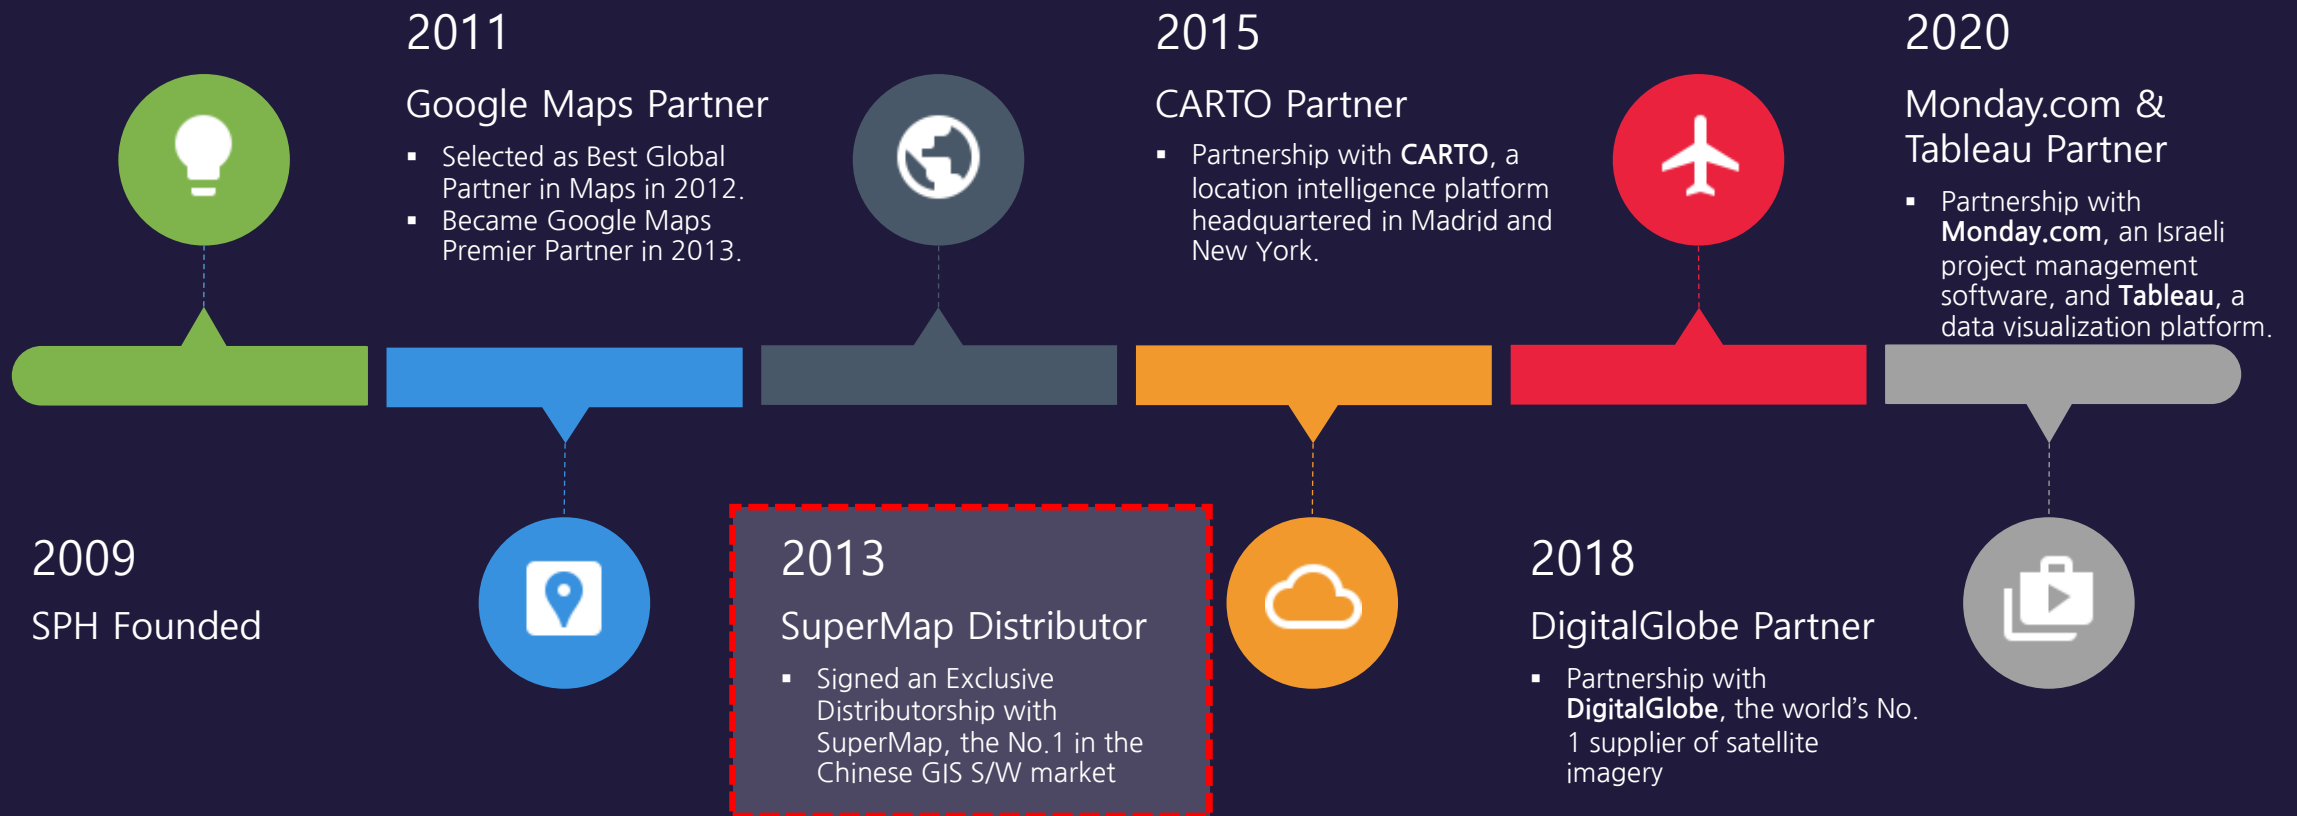 2009
SPH Founded
2011
Google Maps Partner
▪ Selected as Best Global
Partner in Maps in 2012.
▪ Became Google Maps
Premier Partner in 2013.
2013
SuperMap Distributor
▪ Signed an Exclusive
Distributorship with
SuperMap, the No.1 in the
Chinese GIS S/W market
2015
CARTO Partner
▪ Partnership with CARTO, a
location intelligence platform
headquartered in Madrid and
New York.
2018
DigitalGlobe Partner
▪ Partnership with
DigitalGlobe, the world’s No.
1 supplier of satellite
imagery
2020
Monday.com &
Tableau Partner
▪ Partnership with
Monday.com, an Israeli
project management
software, and Tableau, a
data visualization platform.